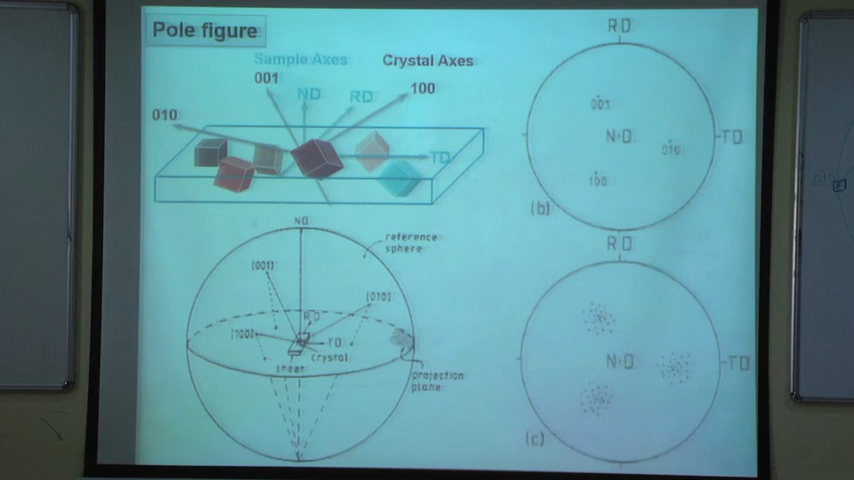 Pole figure
Sample Axes
Crystal Axes
001
ND
RD
100
010
TD
ND
reference
sphere
[001]
[010]
RD
[100]
TD
crystal
sheet
projection
plane
RD
001
N·D
TD
010
100
(b)
RD
N·D
TD
(c)